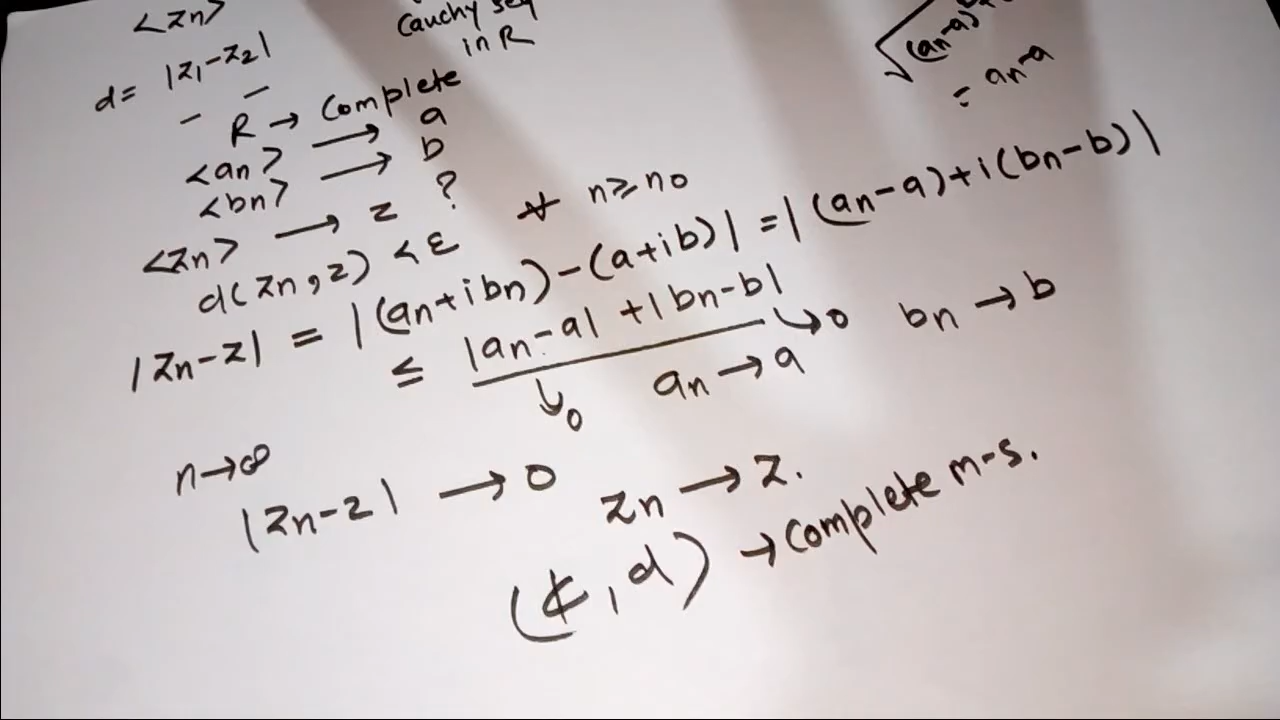 <zn>
Cauchy seq
in R
d = |z1-z2|
R → Complete
<an> → a
<bn> → b
<zn> → z ?
d(zn,z) < ε ∀ n≥n0
|zn-z| = |(an+ibn)-(a+ib)| = |(an-a)+i(bn-b)|
≤ |an-a| + |bn-b|
↳0 ↳0 an → a bn → b
n→∞
|zn-z| → 0 zn → z.
(ℂ,d) → Complete m-s.
√(an-a)
= an-a